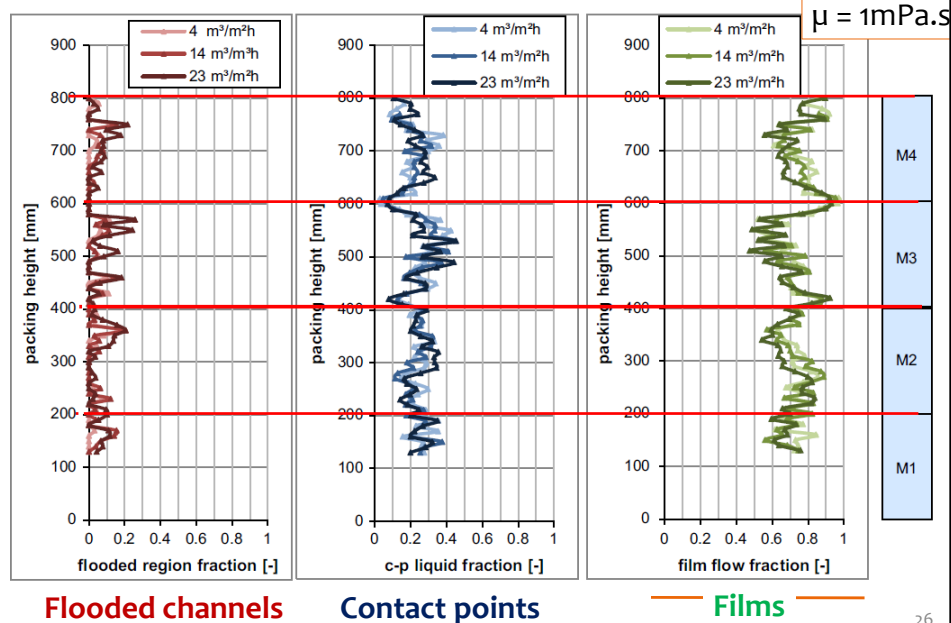 µ = 1mPa.s
4 m³/m²h
14 m³/m³h
23 m³/m²h
900
800
700
600
500
400
300
200
100
0
packing height [mm]
0 0.2 0.4 0.6 0.8 1
flooded region fraction [-]
Flooded channels
4 m³/m²h
14 m³/m²h
23 m³/m²h
900
800
700
600
500
400
300
200
100
0
packing height [mm]
0 0.2 0.4 0.6 0.8 1
c-p liquid fraction [-]
Contact points
4 m³/m²h
14 m³/m²h
23 m³/m²h
900
800
700
600
500
400
300
200
100
0
packing height [mm]
0 0.2 0.4 0.6 0.8 1
film flow fraction [-]
Films
M4
M3
M2
M1
26